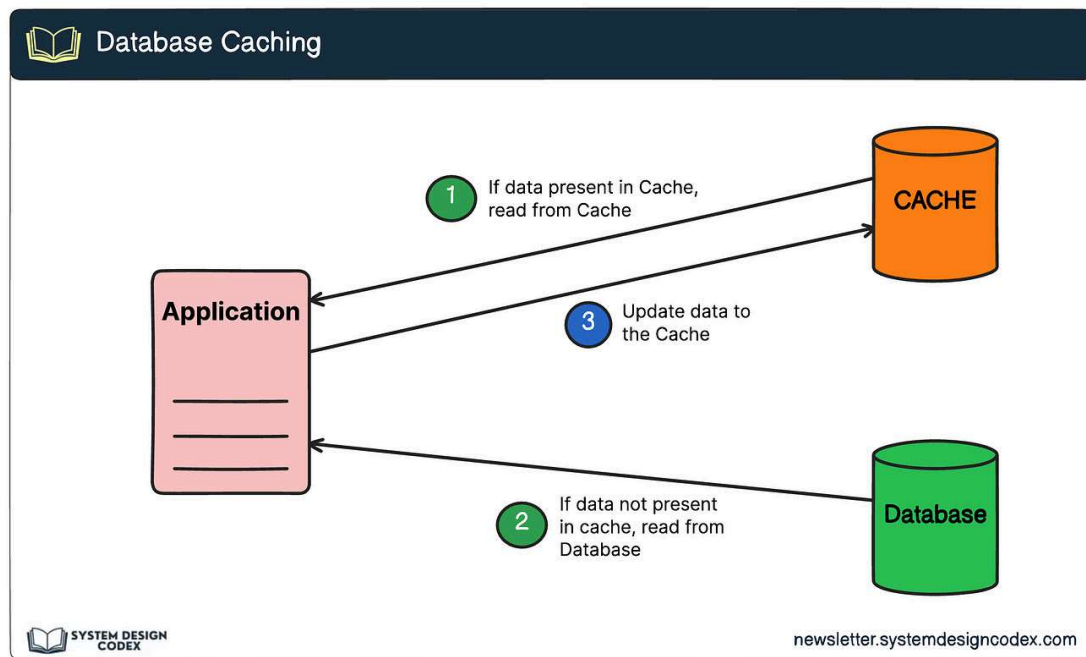 Database Caching
1
If data present in Cache,
read from Cache
CACHE
Application
3
Update data to
the Cache
2
If data not present
in cache, read from
Database
Database
SYSTEM DESIGN
CODEX
newsletter.systemdesigncodex.com